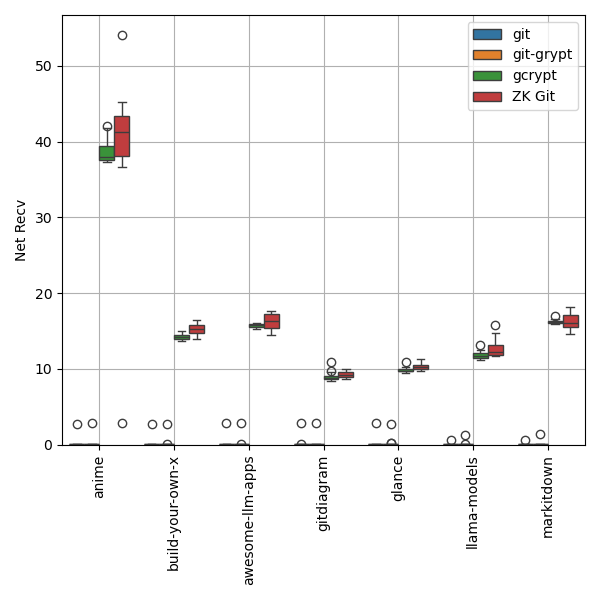 git
git-grypt
gcrypt
ZK Git
Net Recv
50
40
30
20
10
0
anime
build-your-own-x
awesome-llm-apps
gitdiagram
glance
llama-models
markitdown